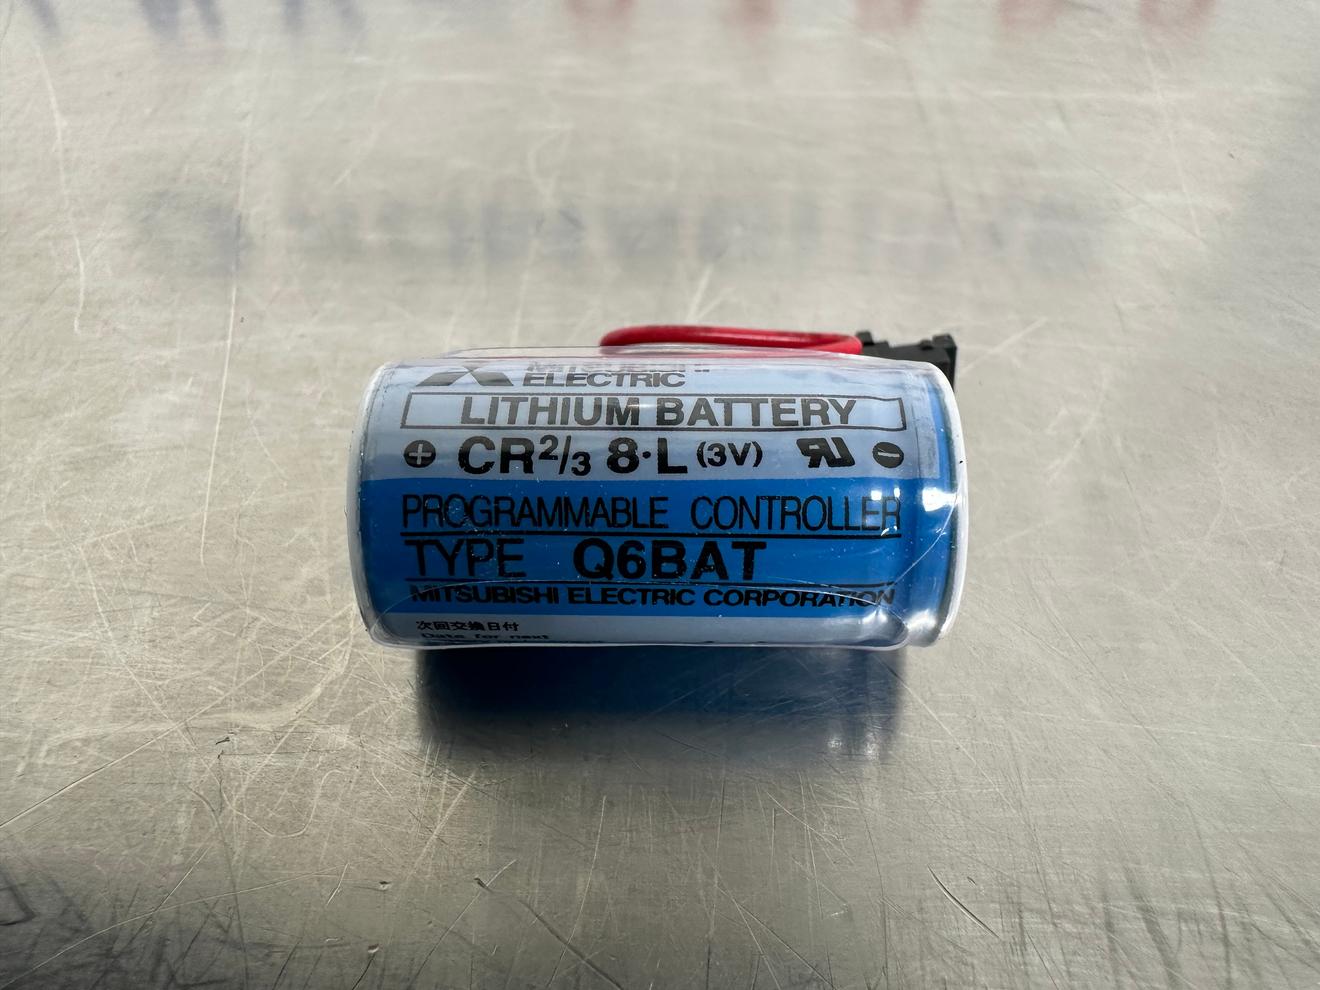 MITSUBISHI
ELECTRIC
LITHIUM BATTERY
CR2/3 8·L (3V)
PROGRAMMABLE CONTROLLER
TYPE Q6BAT
MITSUBISHI ELECTRIC CORPORATION
次回交換日付
Date for next